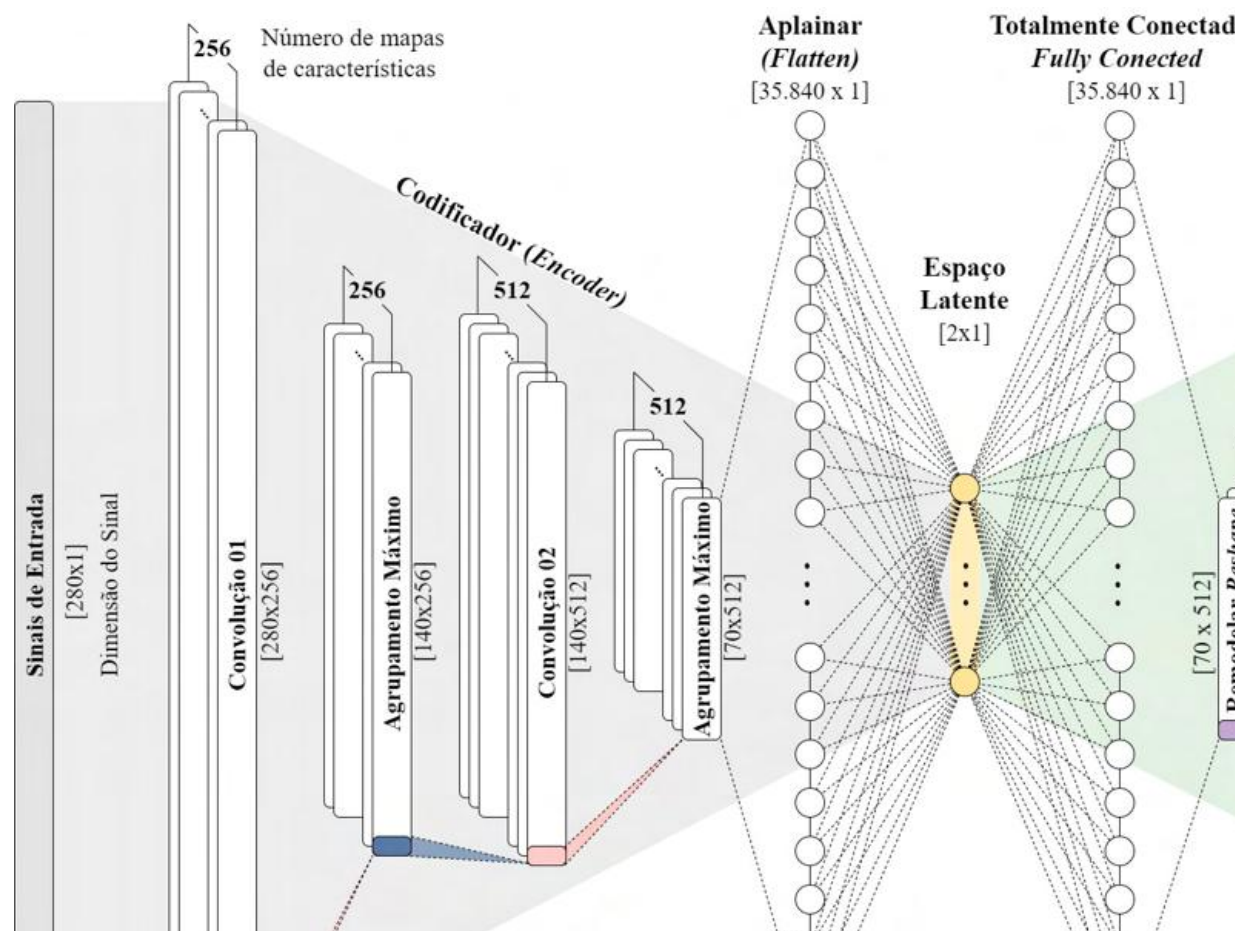 256
Número de mapas
de características
Aplainar
(Flatten)
[35.840 x 1]
Totalmente Conectad
Fully Conected
[35.840 x 1]
Codificador (Encoder)
Espaço
Latente
[2x1]
256
512
512
Sinais de Entrada
[280x1]
Dimensão do Sinal
Convolução 01
[280x256]
Agrupamento Máximo
[140x256]
Convolução 02
[140x512]
Agrupamento Máximo
[70x512]
[70 x 512]